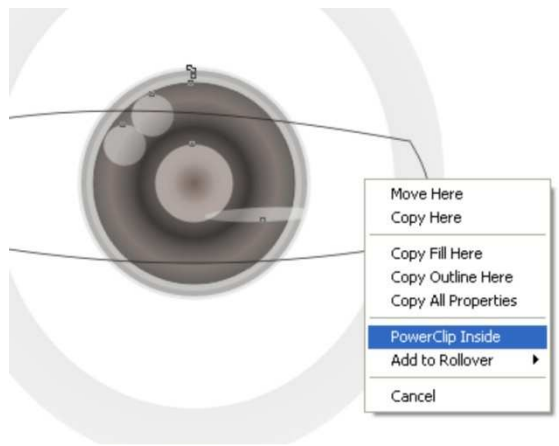 Move Here
Copy Here
Copy Fill Here
Copy Outline Here
Copy All Properties
PowerClip Inside
Add to Rollover
Cancel